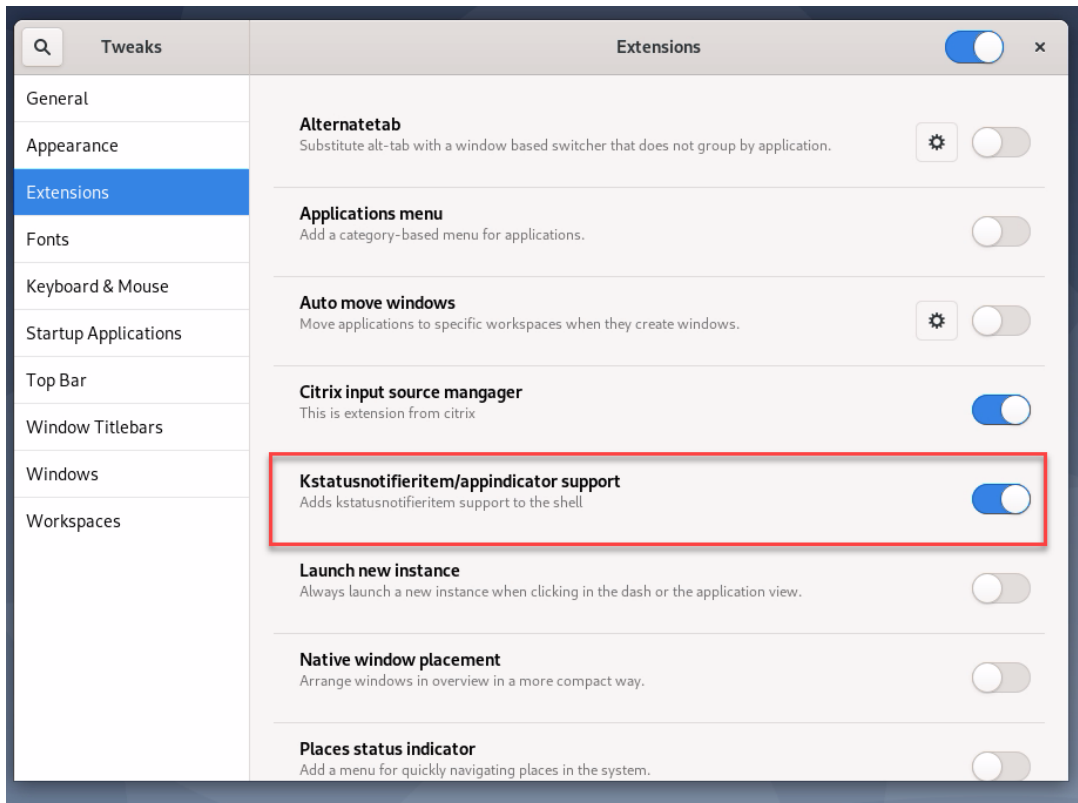 Tweaks
Extensions
General
Appearance
Extensions
Fonts
Keyboard & Mouse
Startup Applications
Top Bar
Window Titlebars
Windows
Workspaces
Alternatetab
Substitute alt-tab with a window based switcher that does not group by application.
Applications menu
Add a category-based menu for applications.
Auto move windows
Move applications to specific workspaces when they create windows.
Citrix input source mangager
This is extension from citrix
Kstatusnotifieritem/appindicator support
Adds kstatusnotifieritem support to the shell
Launch new instance
Always launch a new instance when clicking in the dash or the application view.
Native window placement
Arrange windows in overview in a more compact way.
Places status indicator
Add a menu for quickly navigating places in the system.